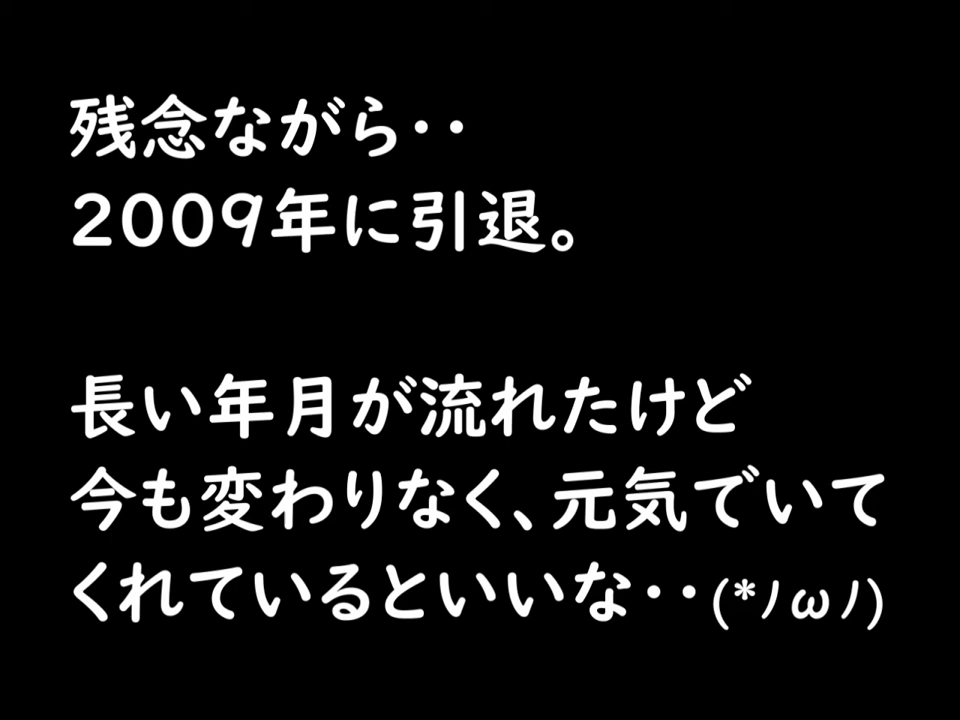 残念ながら・・
2009年に引退。
長い年月が流れたけど
今も変わりなく、元気でいて
くれているといいな・・(*ﾉωﾉ)